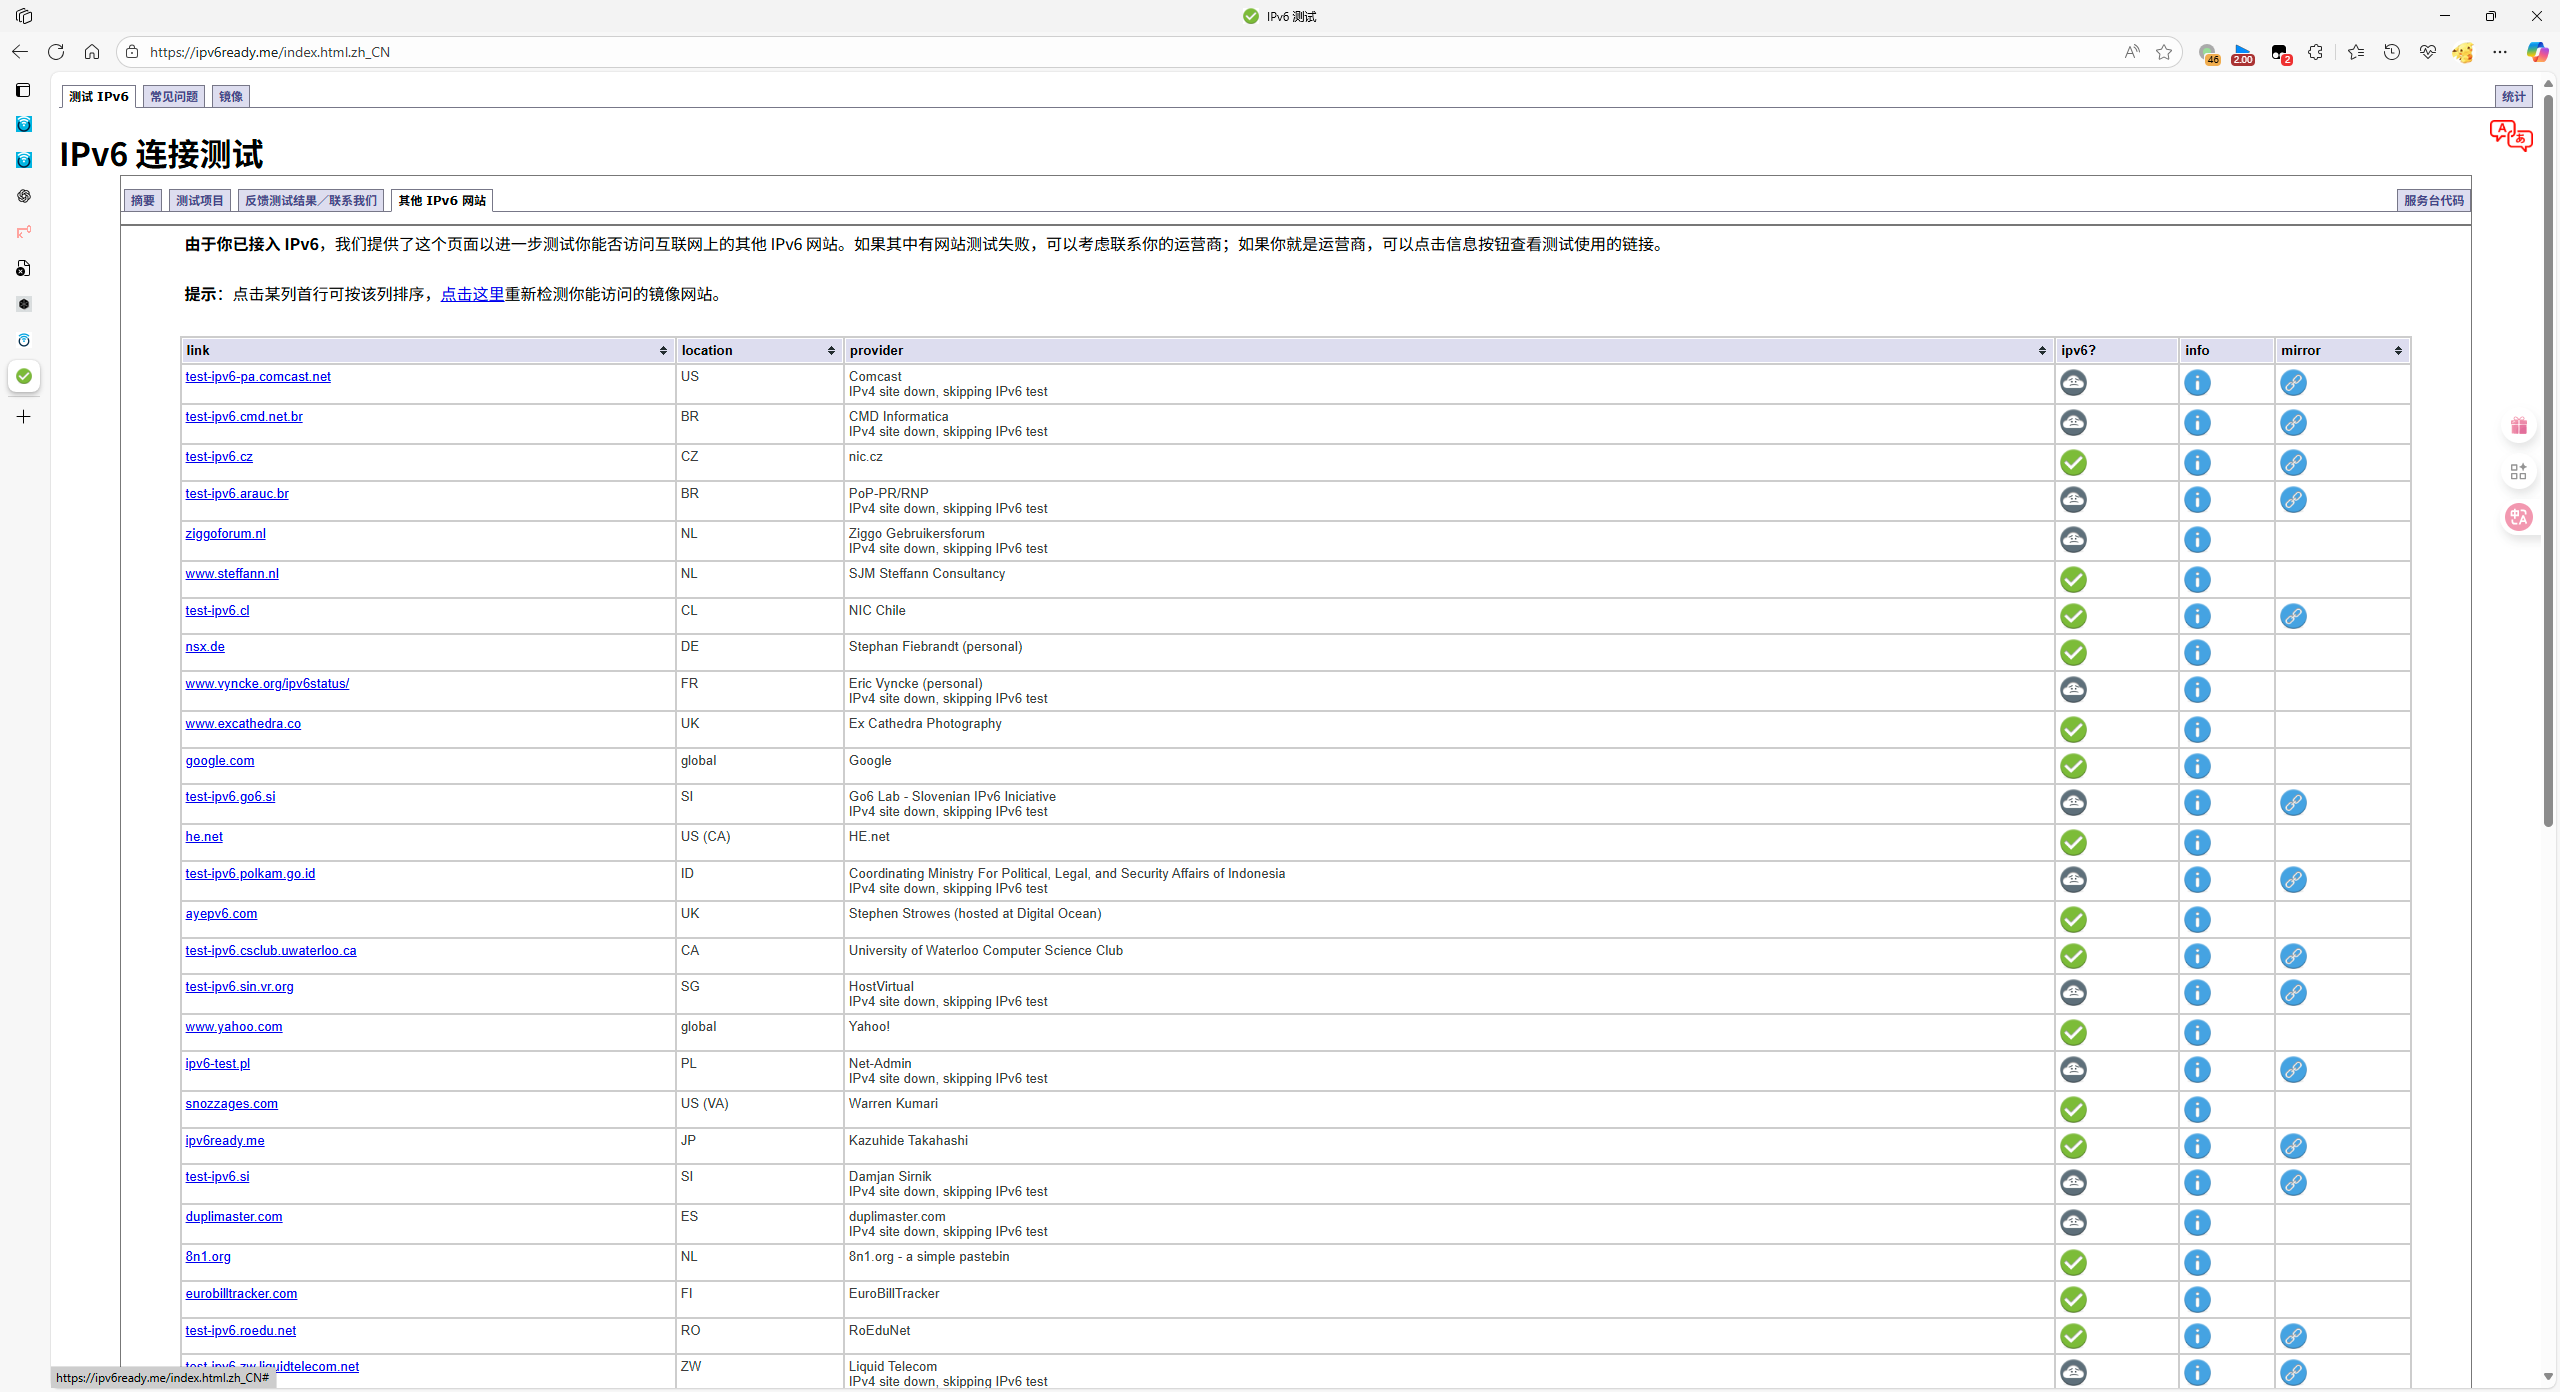 IPv6 测试
https://ipv6ready.me/index.html.zh_CN
46
2.00
2
测试 IPv6 常见问题 镜像 统计
IPv6 连接测试
摘要 测试项目 反馈测试结果／联系我们 其他 IPv6 网站 服务台代码
由于你已接入 IPv6，我们提供了这个页面以进一步测试你能否访问互联网上的其他 IPv6 网站。如果其中有网站测试失败，可以考虑联系你的运营商；如果你就是运营商，可以点击信息按钮查看测试使用的链接。
提示：点击某列首行可按该列排序，点击这里重新检测你能访问的镜像网站。
link location provider ipv6? info mirror
test-ipv6-pa.comcast.net US Comcast
IPv4 site down, skipping IPv6 test
test-ipv6.cmd.net.br BR CMD Informatica
IPv4 site down, skipping IPv6 test
test-ipv6.cz CZ nic.cz
test-ipv6.arauc.br BR PoP-PR/RNP
IPv4 site down, skipping IPv6 test
ziggoforum.nl NL Ziggo Gebruikersforum
IPv4 site down, skipping IPv6 test
www.steffann.nl NL SJM Steffann Consultancy
test-ipv6.cl CL NIC Chile
nsx.de DE Stephan Fiebrandt (personal)
www.vyncke.org/ipv6status/ FR Eric Vyncke (personal)
IPv4 site down, skipping IPv6 test
www.excathedra.co UK Ex Cathedra Photography
google.com global Google
test-ipv6.go6.si SI Go6 Lab - Slovenian IPv6 Iniciative
IPv4 site down, skipping IPv6 test
he.net US (CA) HE.net
test-ipv6.polkam.go.id ID Coordinating Ministry For Political, Legal, and Security Affairs of Indonesia
IPv4 site down, skipping IPv6 test
ayepv6.com UK Stephen Strowes (hosted at Digital Ocean)
test-ipv6.csclub.uwaterloo.ca CA University of Waterloo Computer Science Club
test-ipv6.sin.vr.org SG HostVirtual
IPv4 site down, skipping IPv6 test
www.yahoo.com global Yahoo!
ipv6-test.pl PL Net-Admin
IPv4 site down, skipping IPv6 test
snozzages.com US (VA) Warren Kumari
ipv6ready.me JP Kazuhide Takahashi
test-ipv6.si SI Damjan Sirnik
IPv4 site down, skipping IPv6 test
duplimaster.com ES duplimaster.com
IPv4 site down, skipping IPv6 test
8n1.org NL 8n1.org - a simple pastebin
eurobilltracker.com FI EuroBillTracker
test-ipv6.roedu.net RO RoEduNet
test-ipv6.zw.liquidtelecom.net ZW Liquid Telecom
IPv4 site down, skipping IPv6 test
https://ipv6ready.me/index.html.zh_CN#